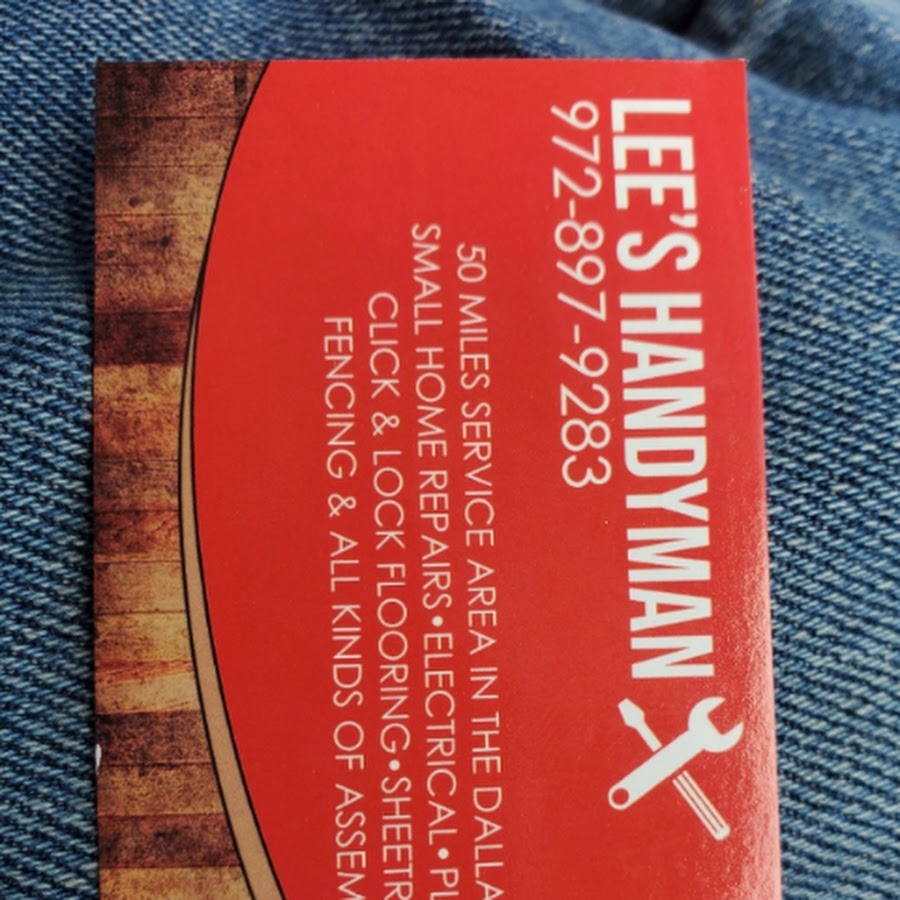 LEE'S HANDYMAN
972-897-9283
50 MILES SERVICE AREA IN THE
SMALL HOME REPAIRS•ELECTRICAL•
CLICK & LOCK FLOORING•
FENCING & ALL KINDS OF